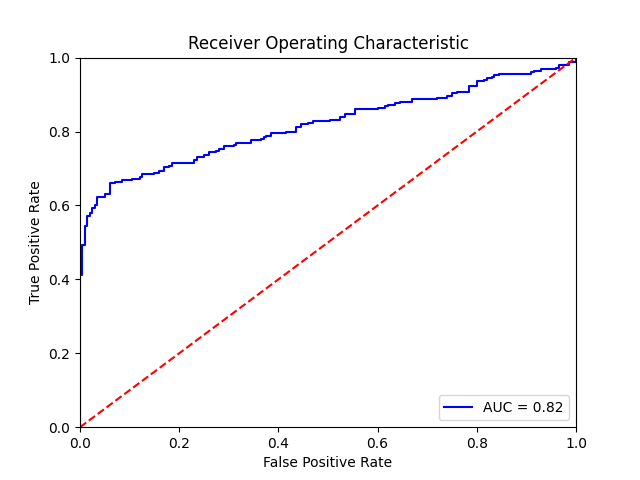 Receiver Operating Characteristic
True Positive Rate
1.0
0.8
0.6
0.4
0.2
0.0
AUC = 0.82
0.0 0.2 0.4 0.6 0.8 1.0
False Positive Rate